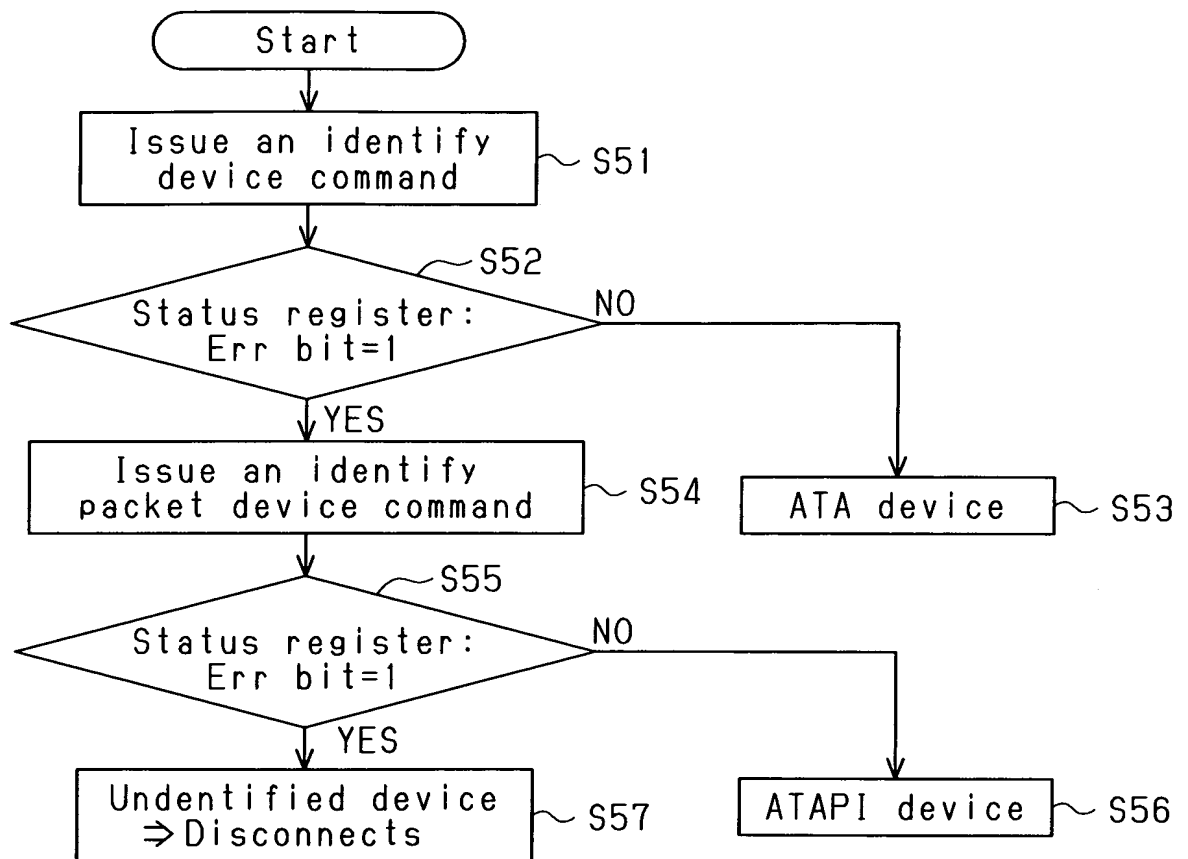 Start
Issue an identify
device command
S51
S52
Status register:
Err bit=1
NO
YES
Issue an identify
packet device command
S54
ATA device
S53
S55
Status register:
Err bit=1
NO
YES
Undentified device
⇒Disconnects
S57
ATAPI device
S56